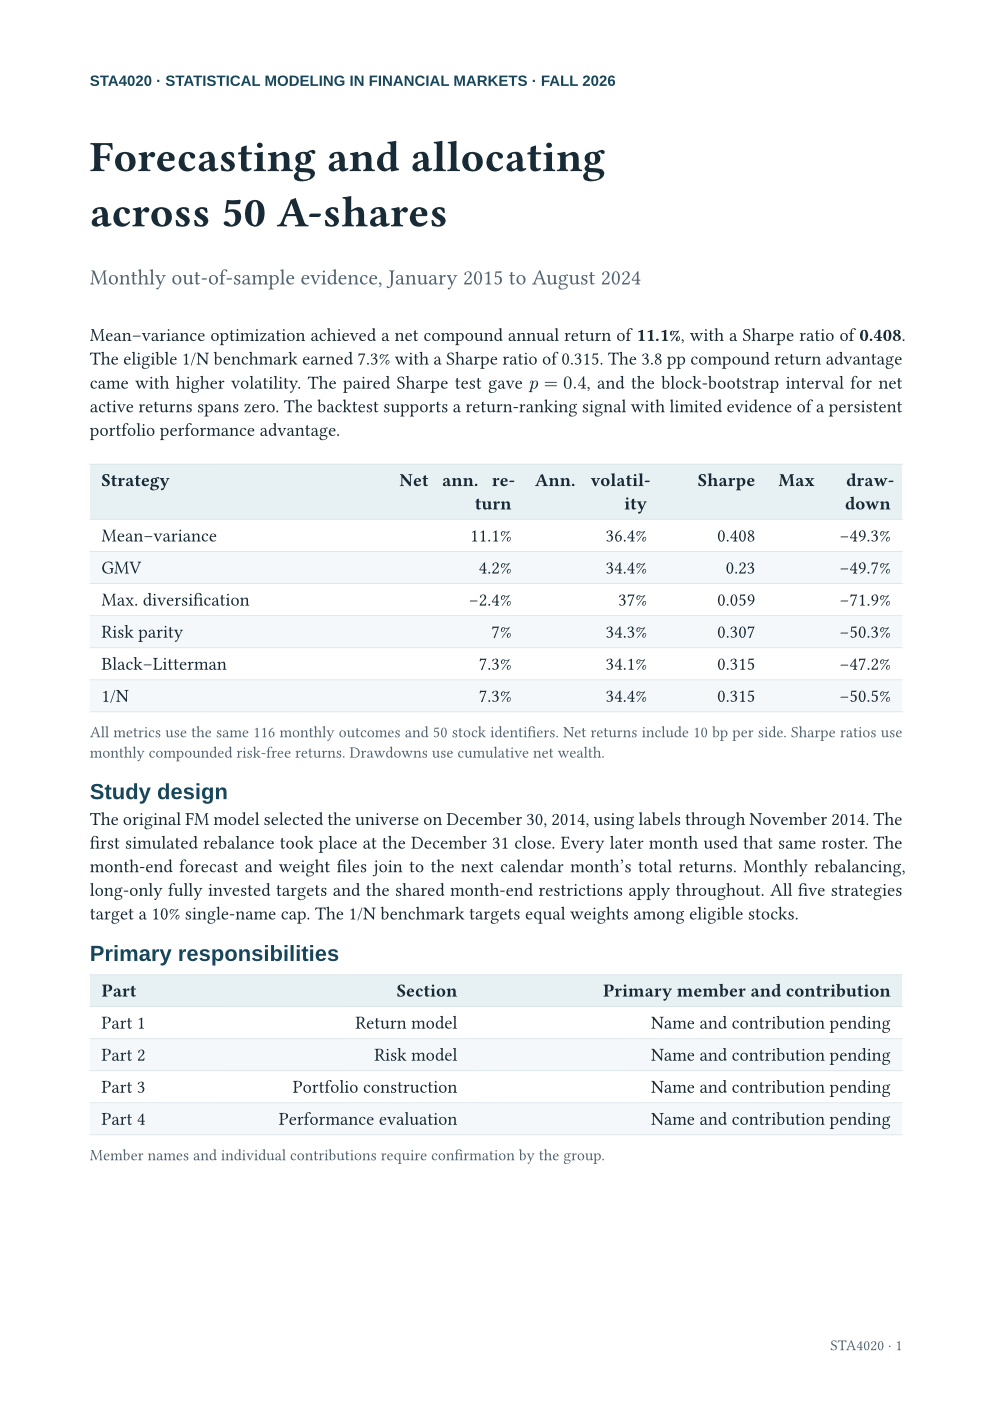 STA4020 · STATISTICAL MODELING IN FINANCIAL MARKETS · FALL 2026
Forecasting and allocating
across 50 A-shares
Monthly out-of-sample evidence, January 2015 to August 2024
Mean–variance optimization achieved a net compound annual return of 11.1%, with a Sharpe ratio of 0.408.
The eligible 1/N benchmark earned 7.3% with a Sharpe ratio of 0.315. The 3.8 pp compound return advantage
came with higher volatility. The paired Sharpe test gave p = 0.4, and the block-bootstrap interval for net
active returns spans zero. The backtest supports a return-ranking signal with limited evidence of a persistent
portfolio performance advantage.
Strategy Net ann. re- Ann. volatil- Sharpe Max draw-
turn ity down
Mean–variance 11.1% 36.4% 0.408 −49.3%
GMV 4.2% 34.4% 0.23 −49.7%
Max. diversification −2.4% 37% 0.059 −71.9%
Risk parity 7% 34.3% 0.307 −50.3%
Black–Litterman 7.3% 34.1% 0.315 −47.2%
1/N 7.3% 34.4% 0.315 −50.5%
All metrics use the same 116 monthly outcomes and 50 stock identifiers. Net returns include 10 bp per side. Sharpe ratios use
monthly compounded risk-free returns. Drawdowns use cumulative net wealth.
Study design
The original FM model selected the universe on December 30, 2014, using labels through November 2014. The
first simulated rebalance took place at the December 31 close. Every later month used that same roster. The
month-end forecast and weight files join to the next calendar month's total returns. Monthly rebalancing,
long-only fully invested targets and the shared month-end restrictions apply throughout. All five strategies
target a 10% single-name cap. The 1/N benchmark targets equal weights among eligible stocks.
Primary responsibilities
Part Section Primary member and contribution
Part 1 Return model Name and contribution pending
Part 2 Risk model Name and contribution pending
Part 3 Portfolio construction Name and contribution pending
Part 4 Performance evaluation Name and contribution pending
Member names and individual contributions require confirmation by the group.
STA4020 · 1